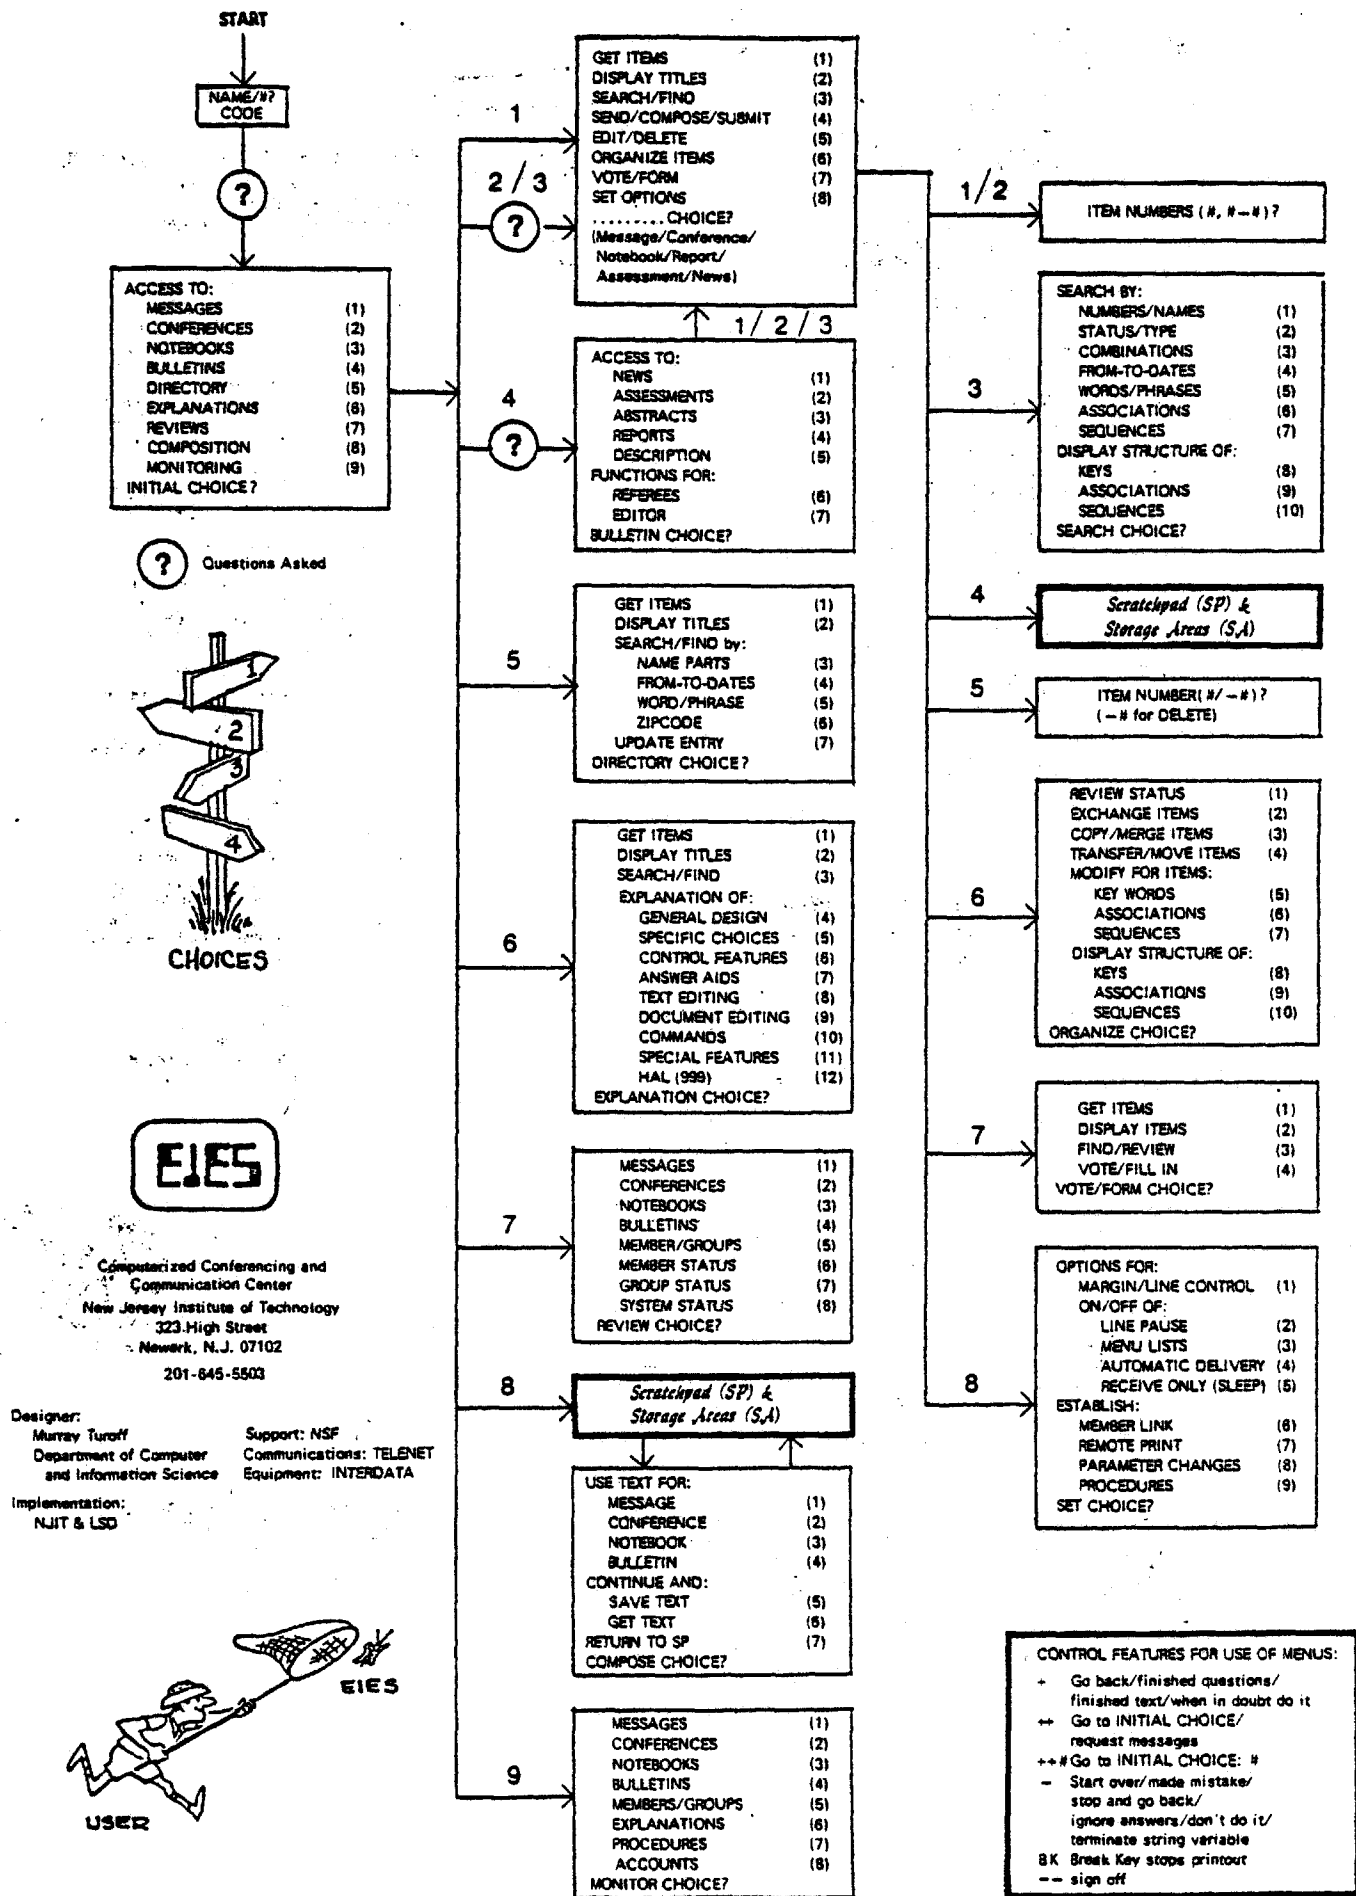 START
NAME/#?
CODE
?
ACCESS TO:
MESSAGES (1)
CONFERENCES (2)
NOTEBOOKS (3)
BULLETINS (4)
DIRECTORY (5)
EXPLANATIONS (6)
REVIEWS (7)
COMPOSITION (8)
MONITORING (9)
INITIAL CHOICE?
? Questions Asked
1
2
3
4
CHOICES
EIES
Computerized Conferencing and
Communication Center
New Jersey Institute of Technology
323 High Street
Newark, N.J. 07102
201-645-5503
Designer:
Murray Turoff
Department of Computer
and Information Science
Support: NSF
Communications: TELENET
Equipment: INTERDATA
Implementation:
NJIT & LSD
EIES
USER
1
2 / 3
?
GET ITEMS (1)
DISPLAY TITLES (2)
SEARCH/FIND (3)
SEND/COMPOSE/SUBMIT (4)
EDIT/DELETE (5)
ORGANIZE ITEMS (6)
VOTE/FORM (7)
SET OPTIONS (8)
..........CHOICE?
(Message/Conference/
Notebook/Report/
Assessment/News)
1 / 2 / 3
4
?
ACCESS TO:
NEWS (1)
ASSESSMENTS (2)
ABSTRACTS (3)
REPORTS (4)
DESCRIPTION (5)
FUNCTIONS FOR:
REFEREES (6)
EDITOR (7)
BULLETIN CHOICE?
5
GET ITEMS (1)
DISPLAY TITLES (2)
SEARCH/FIND by:
NAME PARTS (3)
FROM-TO-DATES (4)
WORD/PHRASE (5)
ZIPCODE (6)
UPDATE ENTRY (7)
DIRECTORY CHOICE?
6
GET ITEMS (1)
DISPLAY TITLES (2)
SEARCH/FIND (3)
EXPLANATION OF:
GENERAL DESIGN (4)
SPECIFIC CHOICES (5)
CONTROL FEATURES (6)
ANSWER AIDS (7)
TEXT EDITING (8)
DOCUMENT EDITING (9)
COMMANDS (10)
SPECIAL FEATURES (11)
HAL (999) (12)
EXPLANATION CHOICE?
7
MESSAGES (1)
CONFERENCES (2)
NOTEBOOKS (3)
BULLETINS (4)
MEMBER/GROUPS (5)
MEMBER STATUS (6)
GROUP STATUS (7)
SYSTEM STATUS (8)
REVIEW CHOICE?
8
Scratchpad (SP) &
Storage Areas (SA)
USE TEXT FOR:
MESSAGE (1)
CONFERENCE (2)
NOTEBOOK (3)
BULLETIN (4)
CONTINUE AND:
SAVE TEXT (5)
GET TEXT (6)
RETURN TO SP (7)
COMPOSE CHOICE?
9
MESSAGES (1)
CONFERENCES (2)
NOTEBOOKS (3)
BULLETINS (4)
MEMBERS/GROUPS (5)
EXPLANATIONS (6)
PROCEDURES (7)
ACCOUNTS (8)
MONITOR CHOICE?
1/2
ITEM NUMBERS (#, #-#)?
3
SEARCH BY:
NUMBERS/NAMES (1)
STATUS/TYPE (2)
COMBINATIONS (3)
FROM-TO-DATES (4)
WORDS/PHRASES (5)
ASSOCIATIONS (6)
SEQUENCES (7)
DISPLAY STRUCTURE OF:
KEYS (8)
ASSOCIATIONS (9)
SEQUENCES (10)
SEARCH CHOICE?
4
Scratchpad (SP) &
Storage Areas (SA)
5
ITEM NUMBER(#/-#)?
(-# for DELETE)
6
REVIEW STATUS (1)
EXCHANGE ITEMS (2)
COPY/MERGE ITEMS (3)
TRANSFER/MOVE ITEMS (4)
MODIFY FOR ITEMS:
KEY WORDS (5)
ASSOCIATIONS (6)
SEQUENCES (7)
DISPLAY STRUCTURE OF:
KEYS (8)
ASSOCIATIONS (9)
SEQUENCES (10)
ORGANIZE CHOICE?
7
GET ITEMS (1)
DISPLAY ITEMS (2)
FIND/REVIEW (3)
VOTE/FILL IN (4)
VOTE/FORM CHOICE?
8
OPTIONS FOR:
MARGIN/LINE CONTROL (1)
ON/OFF OF:
LINE PAUSE (2)
MENU LISTS (3)
AUTOMATIC DELIVERY (4)
RECEIVE ONLY (SLEEP) (5)
ESTABLISH:
MEMBER LINK (6)
REMOTE PRINT (7)
PARAMETER CHANGES (8)
PROCEDURES (9)
SET CHOICE?
CONTROL FEATURES FOR USE OF MENUS:
+ Go back/finished questions/
finished text/when in doubt do it
++ Go to INITIAL CHOICE/
request messages
++# Go to INITIAL CHOICE: #
- Start over/made mistake/
stop and go back/
ignore answers/don't do it/
terminate string variable
BK Break Key stops printout
-- sign off